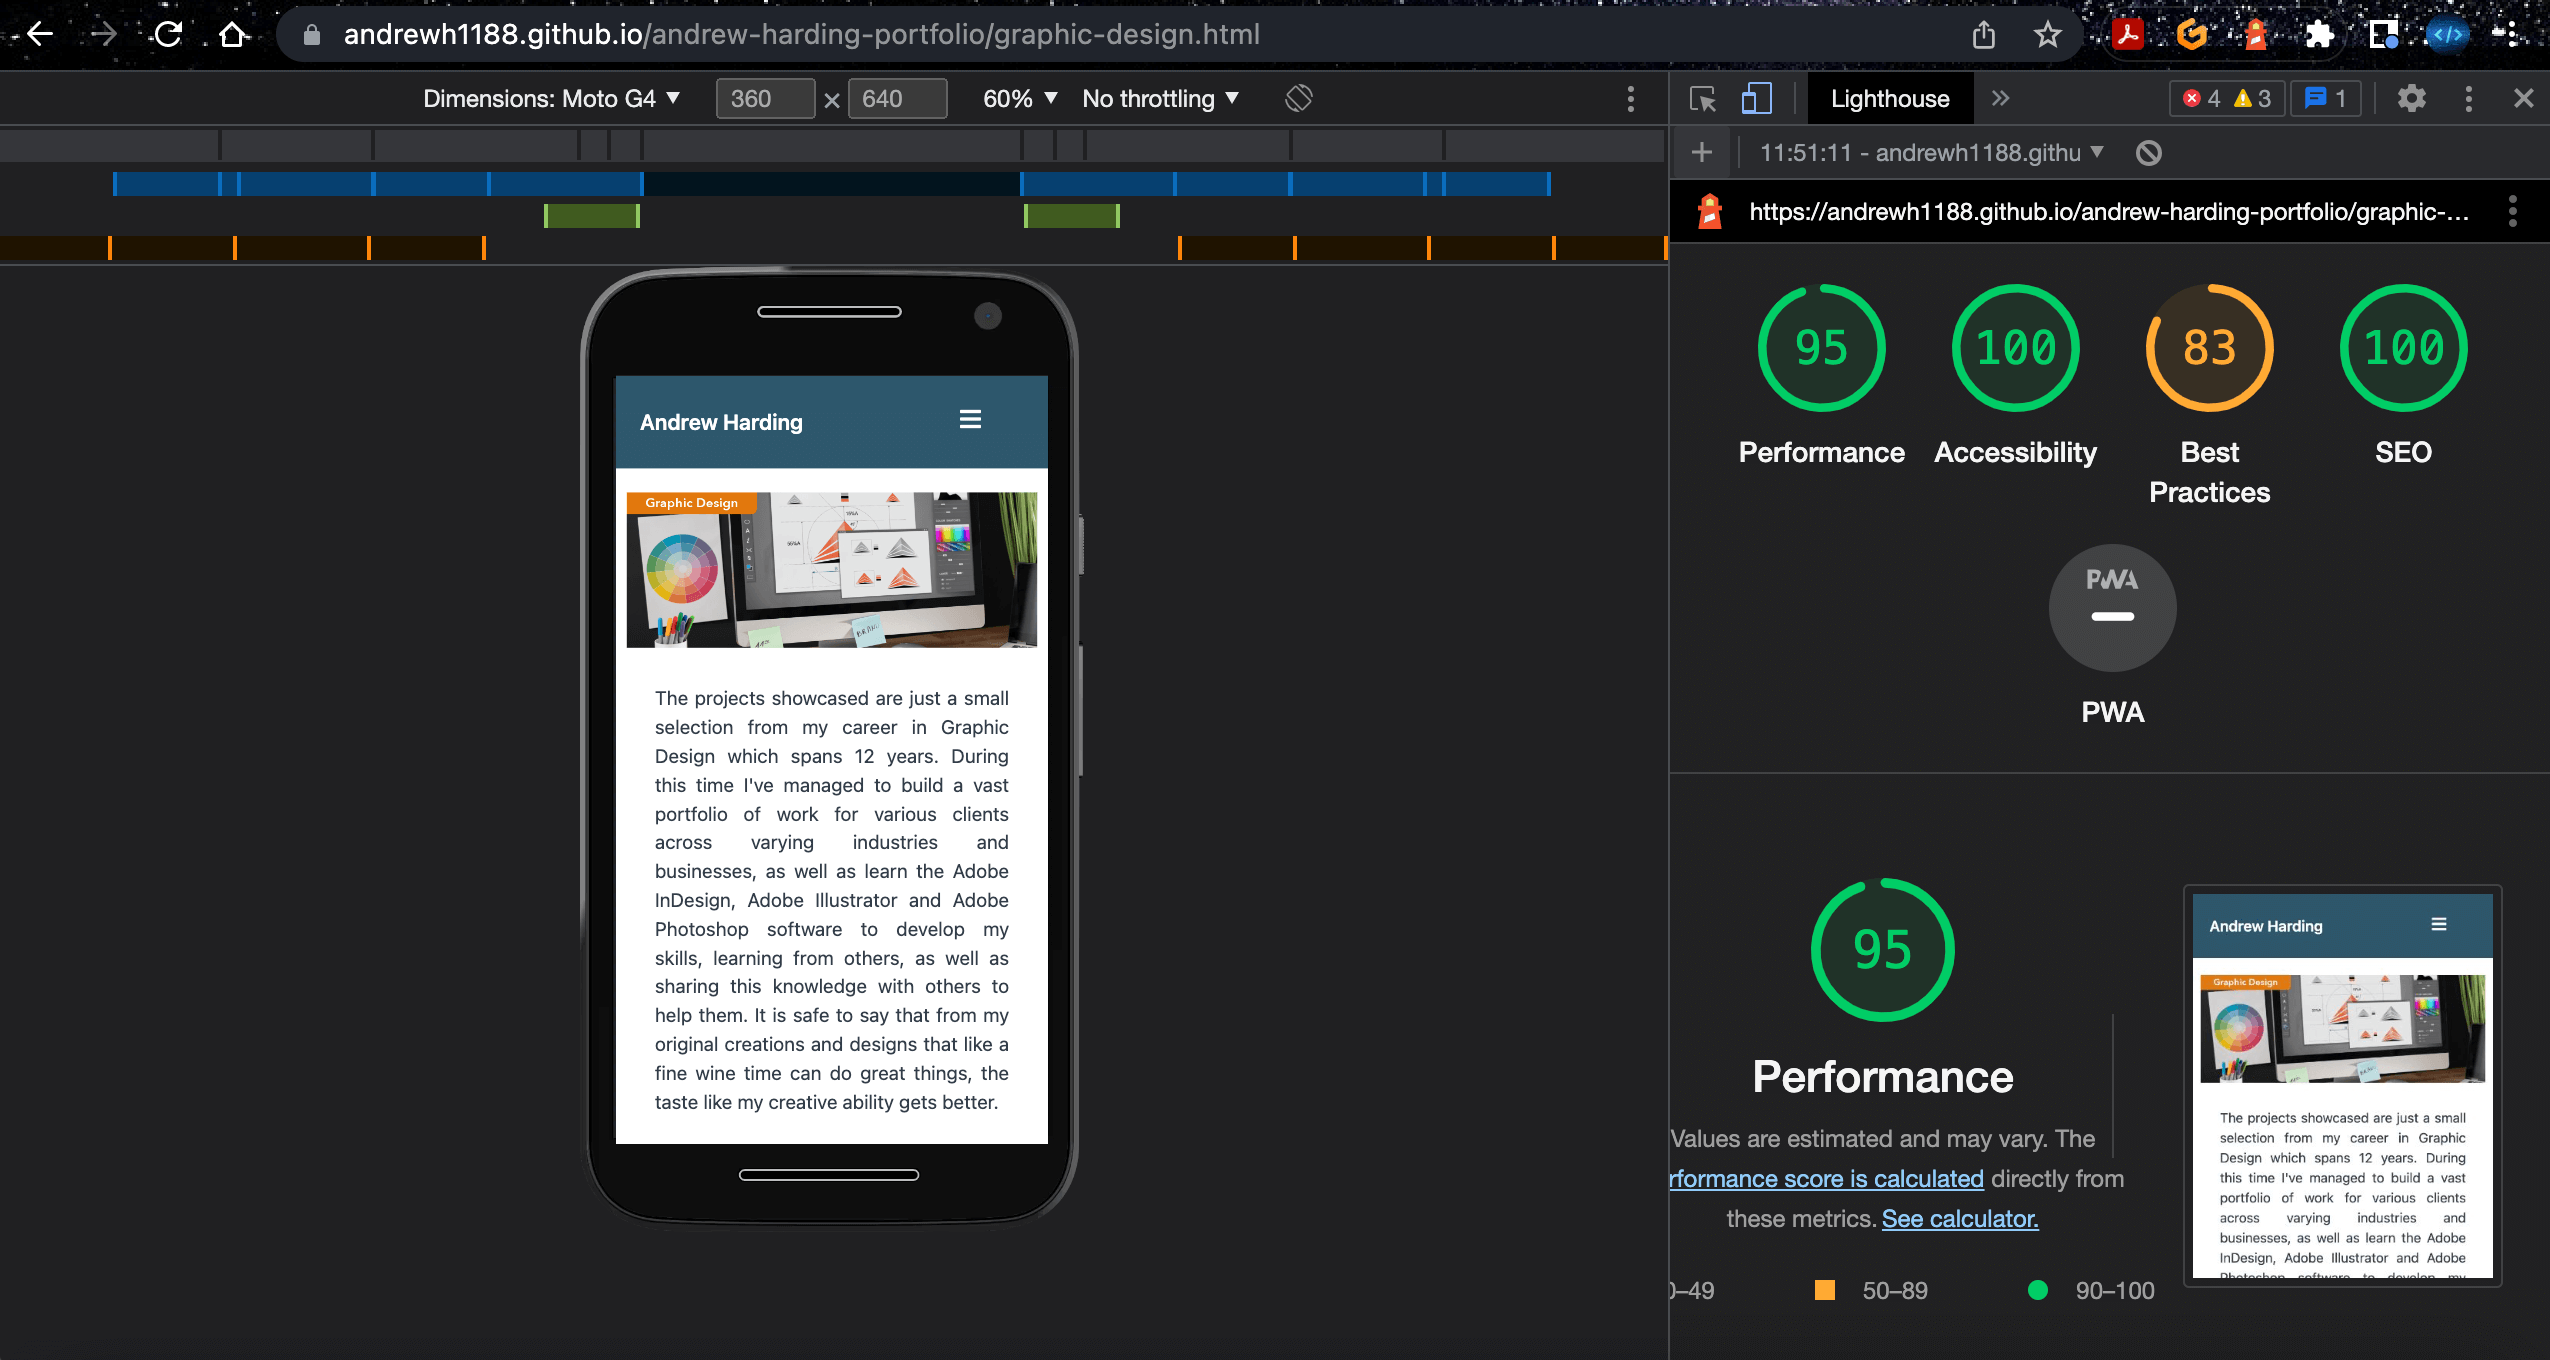 andrewh1188.github.io/andrew-harding-portfolio/graphic-design.html
Dimensions: Moto G4 360 × 640 60% No throttling
Lighthouse 4 3 1
11:51:11 - andrewh1188.githu
https://andrewh1188.github.io/andrew-harding-portfolio/graphic-...
95 100 83 100
Performance Accessibility Best Practices SEO
PWA
PWA
Andrew Harding
Graphic Design
The projects showcased are just a small
selection from my career in Graphic
Design which spans 12 years. During
this time I've managed to build a vast
portfolio of work for various clients
across varying industries and
businesses, as well as learn the Adobe
InDesign, Adobe Illustrator and Adobe
Photoshop software to develop my
skills, learning from others, as well as
sharing this knowledge with others to
help them. It is safe to say that from my
original creations and designs that like a
fine wine time can do great things, the
taste like my creative ability gets better.
95
Performance
Values are estimated and may vary. The
rformance score is calculated directly from
these metrics. See calculator.
0–49 50–89 90–100
Andrew Harding
Graphic Design
The projects showcased are just a small
selection from my career in Graphic
Design which spans 12 years. During
this time I've managed to build a vast
portfolio of work for various clients
across varying industries and
businesses, as well as learn the Adobe
InDesign, Adobe Illustrator and Adobe
Photoshop software to develop my